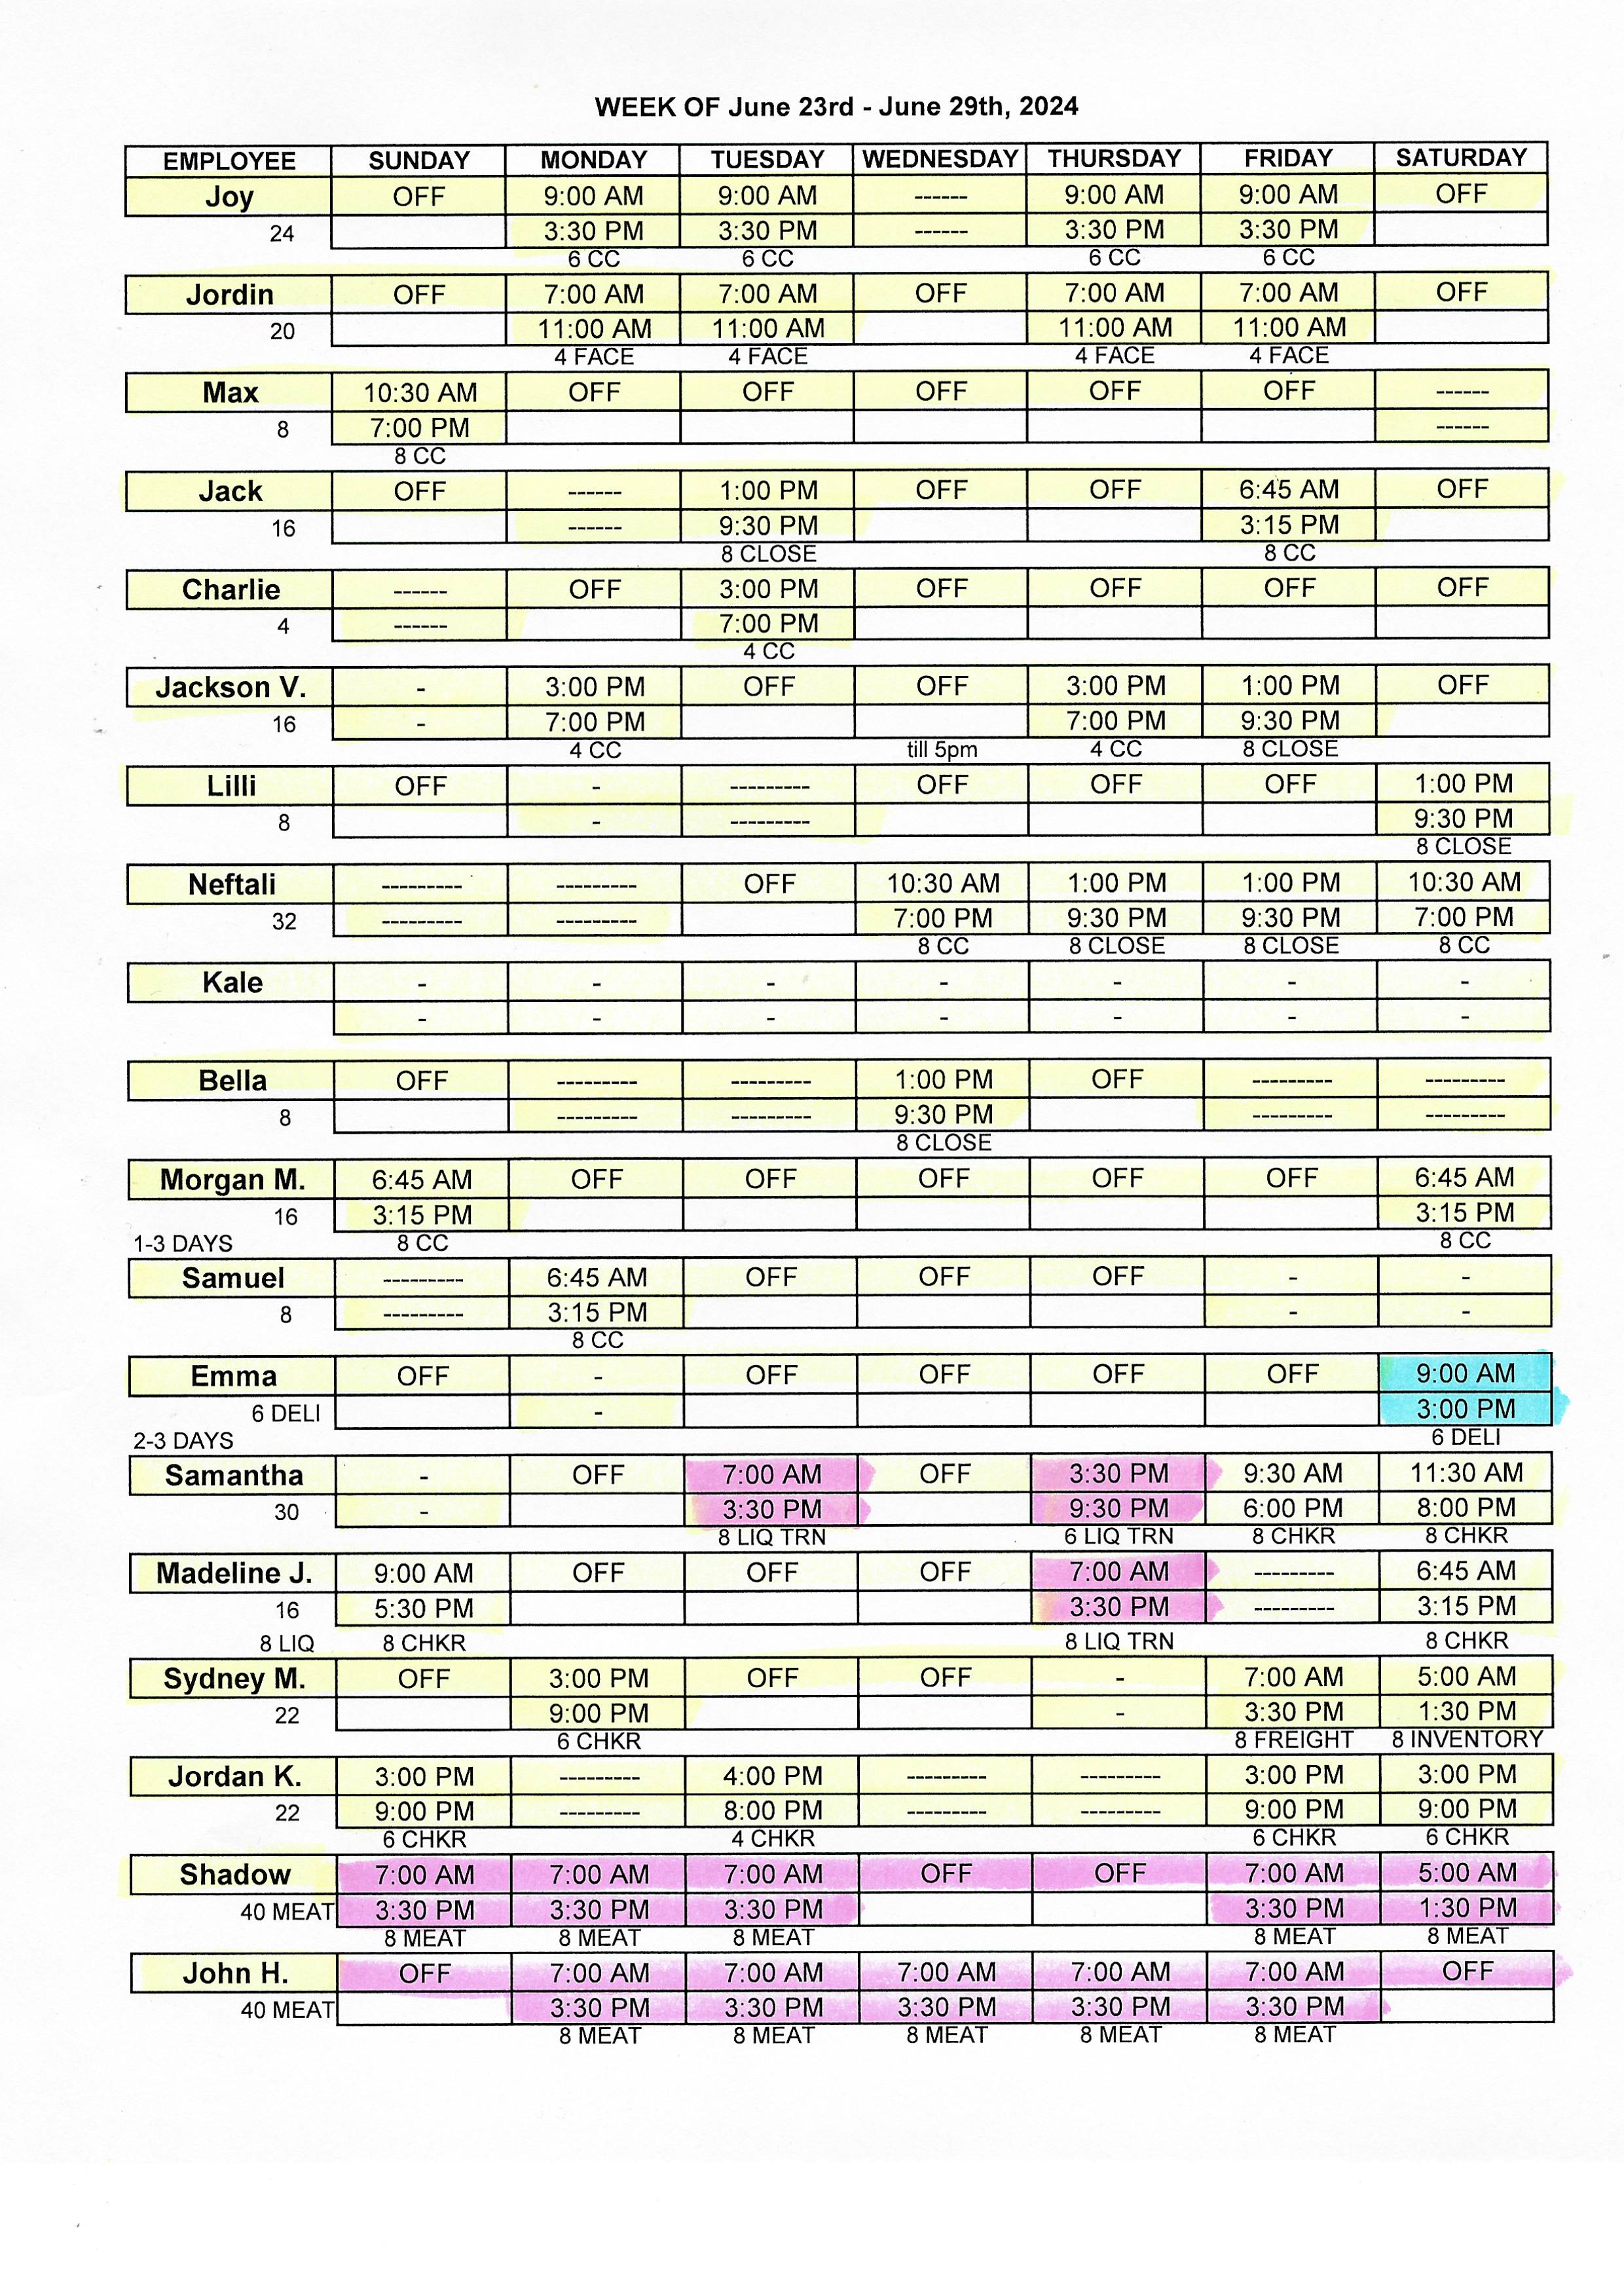 WEEK OF June 23rd - June 29th, 2024
EMPLOYEE SUNDAY MONDAY TUESDAY WEDNESDAY THURSDAY FRIDAY SATURDAY
Joy OFF 9:00 AM 9:00 AM ------ 9:00 AM 9:00 AM OFF
24 3:30 PM 3:30 PM ------ 3:30 PM 3:30 PM
6 CC 6 CC 6 CC 6 CC
Jordin OFF 7:00 AM 7:00 AM OFF 7:00 AM 7:00 AM OFF
20 11:00 AM 11:00 AM 11:00 AM 11:00 AM
4 FACE 4 FACE 4 FACE 4 FACE
Max 10:30 AM OFF OFF OFF OFF OFF ------
8 7:00 PM ------
8 CC
Jack OFF ------ 1:00 PM OFF OFF 6:45 AM OFF
16 ------ 9:30 PM 3:15 PM
8 CLOSE 8 CC
Charlie ------ OFF 3:00 PM OFF OFF OFF OFF
4 ------ 7:00 PM
4 CC
Jackson V. - 3:00 PM OFF OFF 3:00 PM 1:00 PM OFF
16 - 7:00 PM 7:00 PM 9:30 PM
4 CC till 5pm 4 CC 8 CLOSE
Lilli OFF - --------- OFF OFF OFF 1:00 PM
8 - --------- 9:30 PM
8 CLOSE
Neftali --------- --------- OFF 10:30 AM 1:00 PM 1:00 PM 10:30 AM
32 --------- --------- 7:00 PM 9:30 PM 9:30 PM 7:00 PM
8 CC 8 CLOSE 8 CLOSE 8 CC
Kale - - - - - - -
- - - - - - -
Bella OFF --------- --------- 1:00 PM OFF --------- ---------
8 --------- --------- 9:30 PM --------- ---------
8 CLOSE
Morgan M. 6:45 AM OFF OFF OFF OFF OFF 6:45 AM
16 3:15 PM 3:15 PM
1-3 DAYS 8 CC 8 CC
Samuel --------- 6:45 AM OFF OFF OFF - -
8 --------- 3:15 PM - -
8 CC
Emma OFF - OFF OFF OFF OFF 9:00 AM
6 DELI - 3:00 PM
2-3 DAYS 6 DELI
Samantha - OFF 7:00 AM OFF 3:30 PM 9:30 AM 11:30 AM
30 - 3:30 PM 9:30 PM 6:00 PM 8:00 PM
8 LIQ TRN 6 LIQ TRN 8 CHKR 8 CHKR
Madeline J. 9:00 AM OFF OFF OFF 7:00 AM --------- 6:45 AM
16 5:30 PM 3:30 PM --------- 3:15 PM
8 LIQ 8 CHKR 8 LIQ TRN 8 CHKR
Sydney M. OFF 3:00 PM OFF OFF - 7:00 AM 5:00 AM
22 9:00 PM - 3:30 PM 1:30 PM
6 CHKR 8 FREIGHT 8 INVENTORY
Jordan K. 3:00 PM --------- 4:00 PM --------- --------- 3:00 PM 3:00 PM
22 9:00 PM --------- 8:00 PM --------- --------- 9:00 PM 9:00 PM
6 CHKR 4 CHKR 6 CHKR 6 CHKR
Shadow 7:00 AM 7:00 AM 7:00 AM OFF OFF 7:00 AM 5:00 AM
40 MEAT 3:30 PM 3:30 PM 3:30 PM 3:30 PM 1:30 PM
8 MEAT 8 MEAT 8 MEAT 8 MEAT 8 MEAT
John H. OFF 7:00 AM 7:00 AM 7:00 AM 7:00 AM 7:00 AM OFF
40 MEAT 3:30 PM 3:30 PM 3:30 PM 3:30 PM 3:30 PM
8 MEAT 8 MEAT 8 MEAT 8 MEAT 8 MEAT